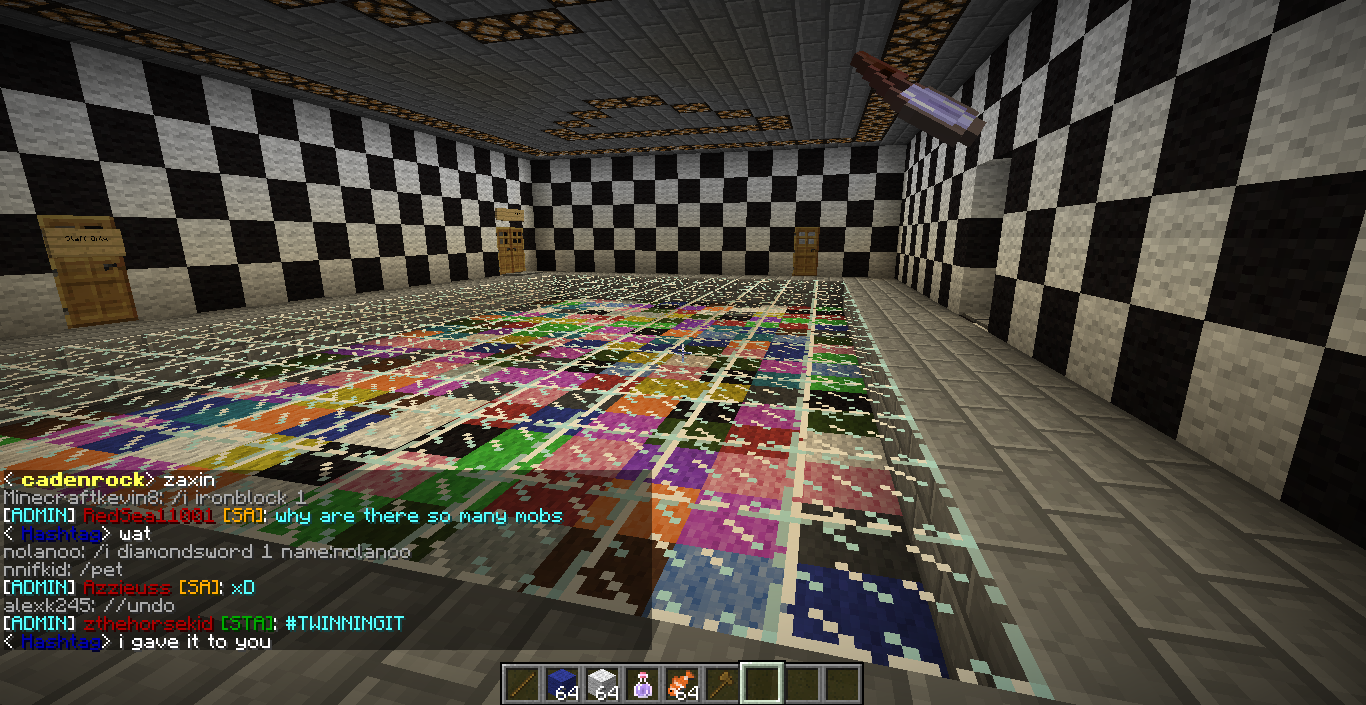 Staff Only
< cadenrock> zaxin
Minecraftkevin8: /i ironblock 1
[ADMIN] RedSea11001 [SA]: why are there so many mobs
< Hashtag> wat
nolanoo: /i diamondsword 1 name:nolanoo
nnifkid: /pet
[ADMIN] Azzieuss [SA]: xD
alexk245: //undo
[ADMIN] zthehorsekid [STA]: #TWINNINGIT
< Hashtag> i gave it to you
64 64 64